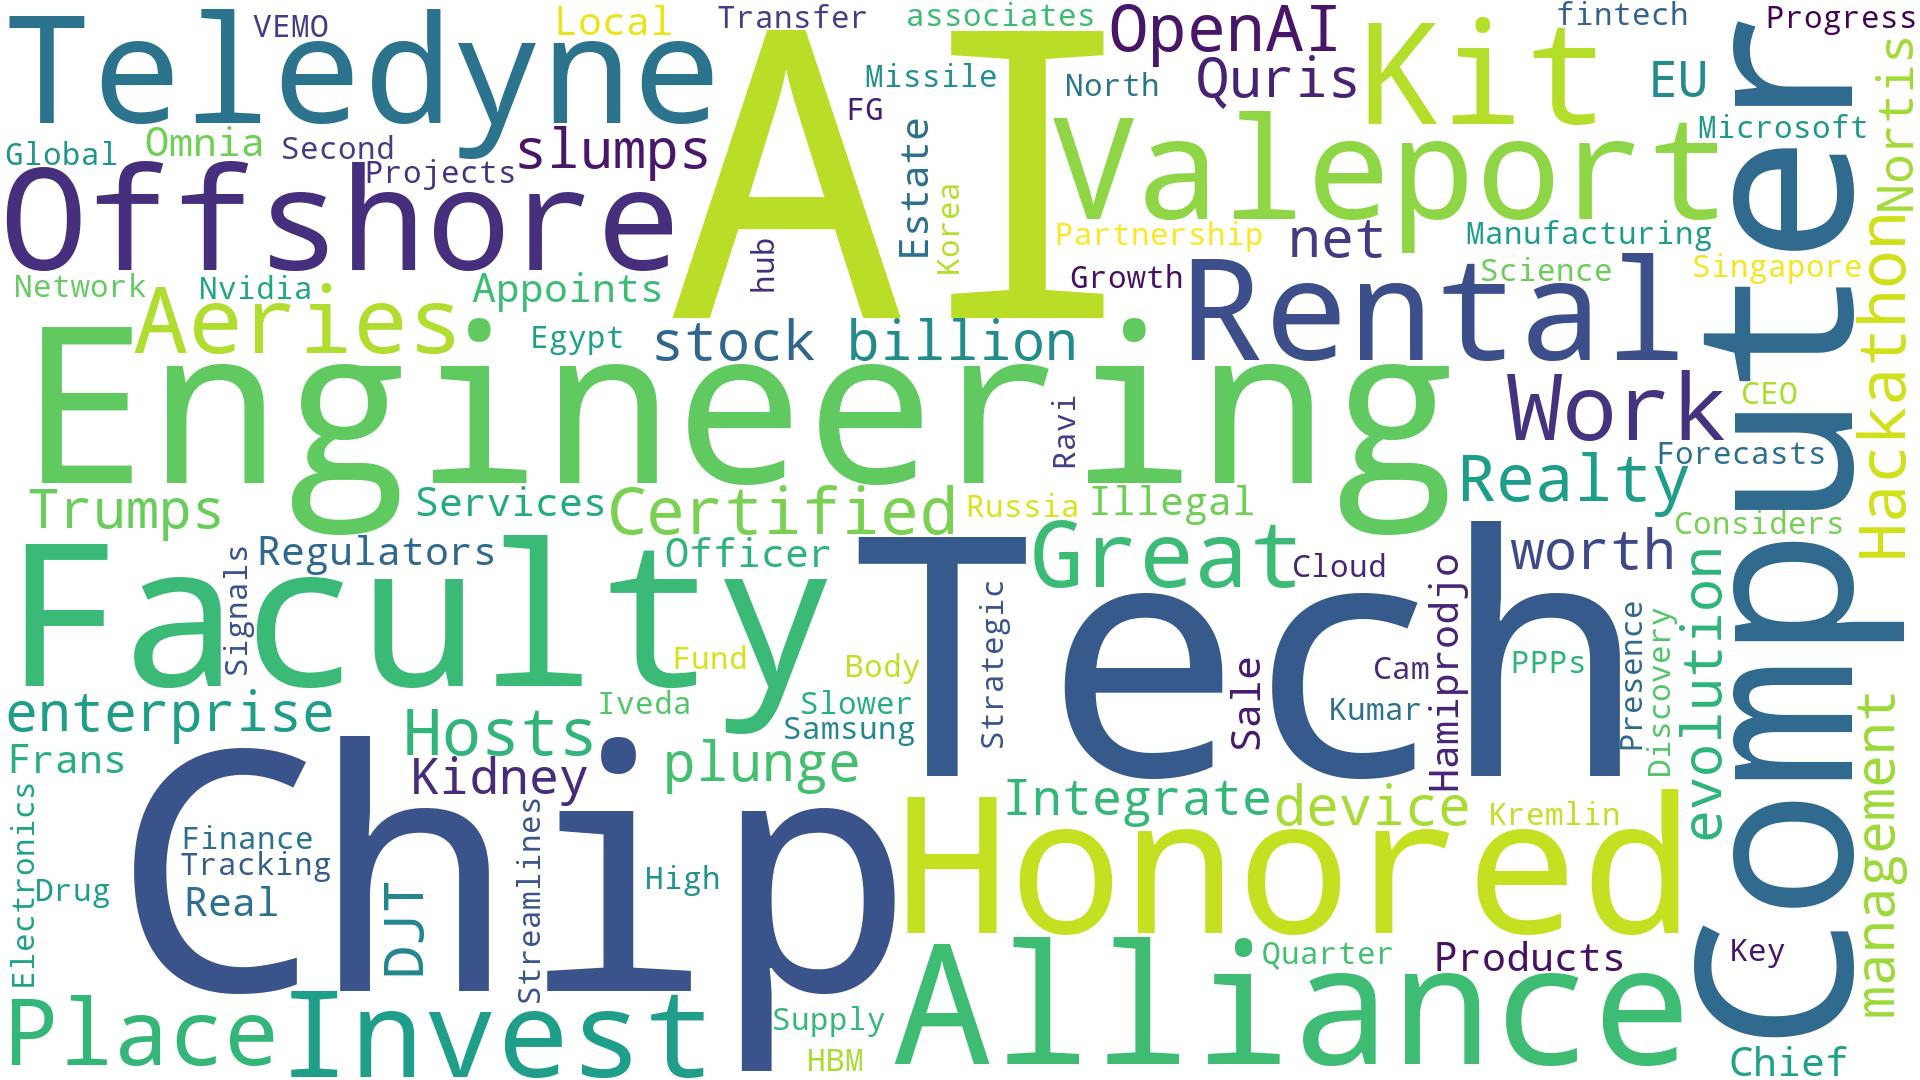 Teledyne
VEMO
Local
Transfer
associates
OpenAI
Kit
fintech
Progress
AI
Missile
North
Quris
EU
FG
Valeport
Microsoft
Nortis
Global
Omnia
Second
Projects
slumps
Estate
Korea
Offshore
hub
Partnership
net
Manufacturing
Computer
Network
Nvidia
Appoints
Growth
Rental
Science
Singapore
Hackathon
Aeries
Egypt
stock
billion
Engineering
Ravi
Work
CEO
Forecasts
Realty
Trumps
Services
Certified
Russia
Illegal
Considers
Signals
Regulators
Officer
Great
Cloud
worth
Faculty
Tech
Strategic
Hamiprodjo
evolution
Fund
Body
Sale
Cam
PPPs
Presence
Discovery
enterprise
Hosts
Iveda
Slower
Samsung
Kumar
Frans
Kidney
plunge
Integrate
device
Kremlin
management
Chip
Honored
Electronics
Finance
Tracking
Drug
Real
DJT
Streamlines
High
Alliance
Quarter
Products
Key
Place
Invest
Supply
HBM
Chief